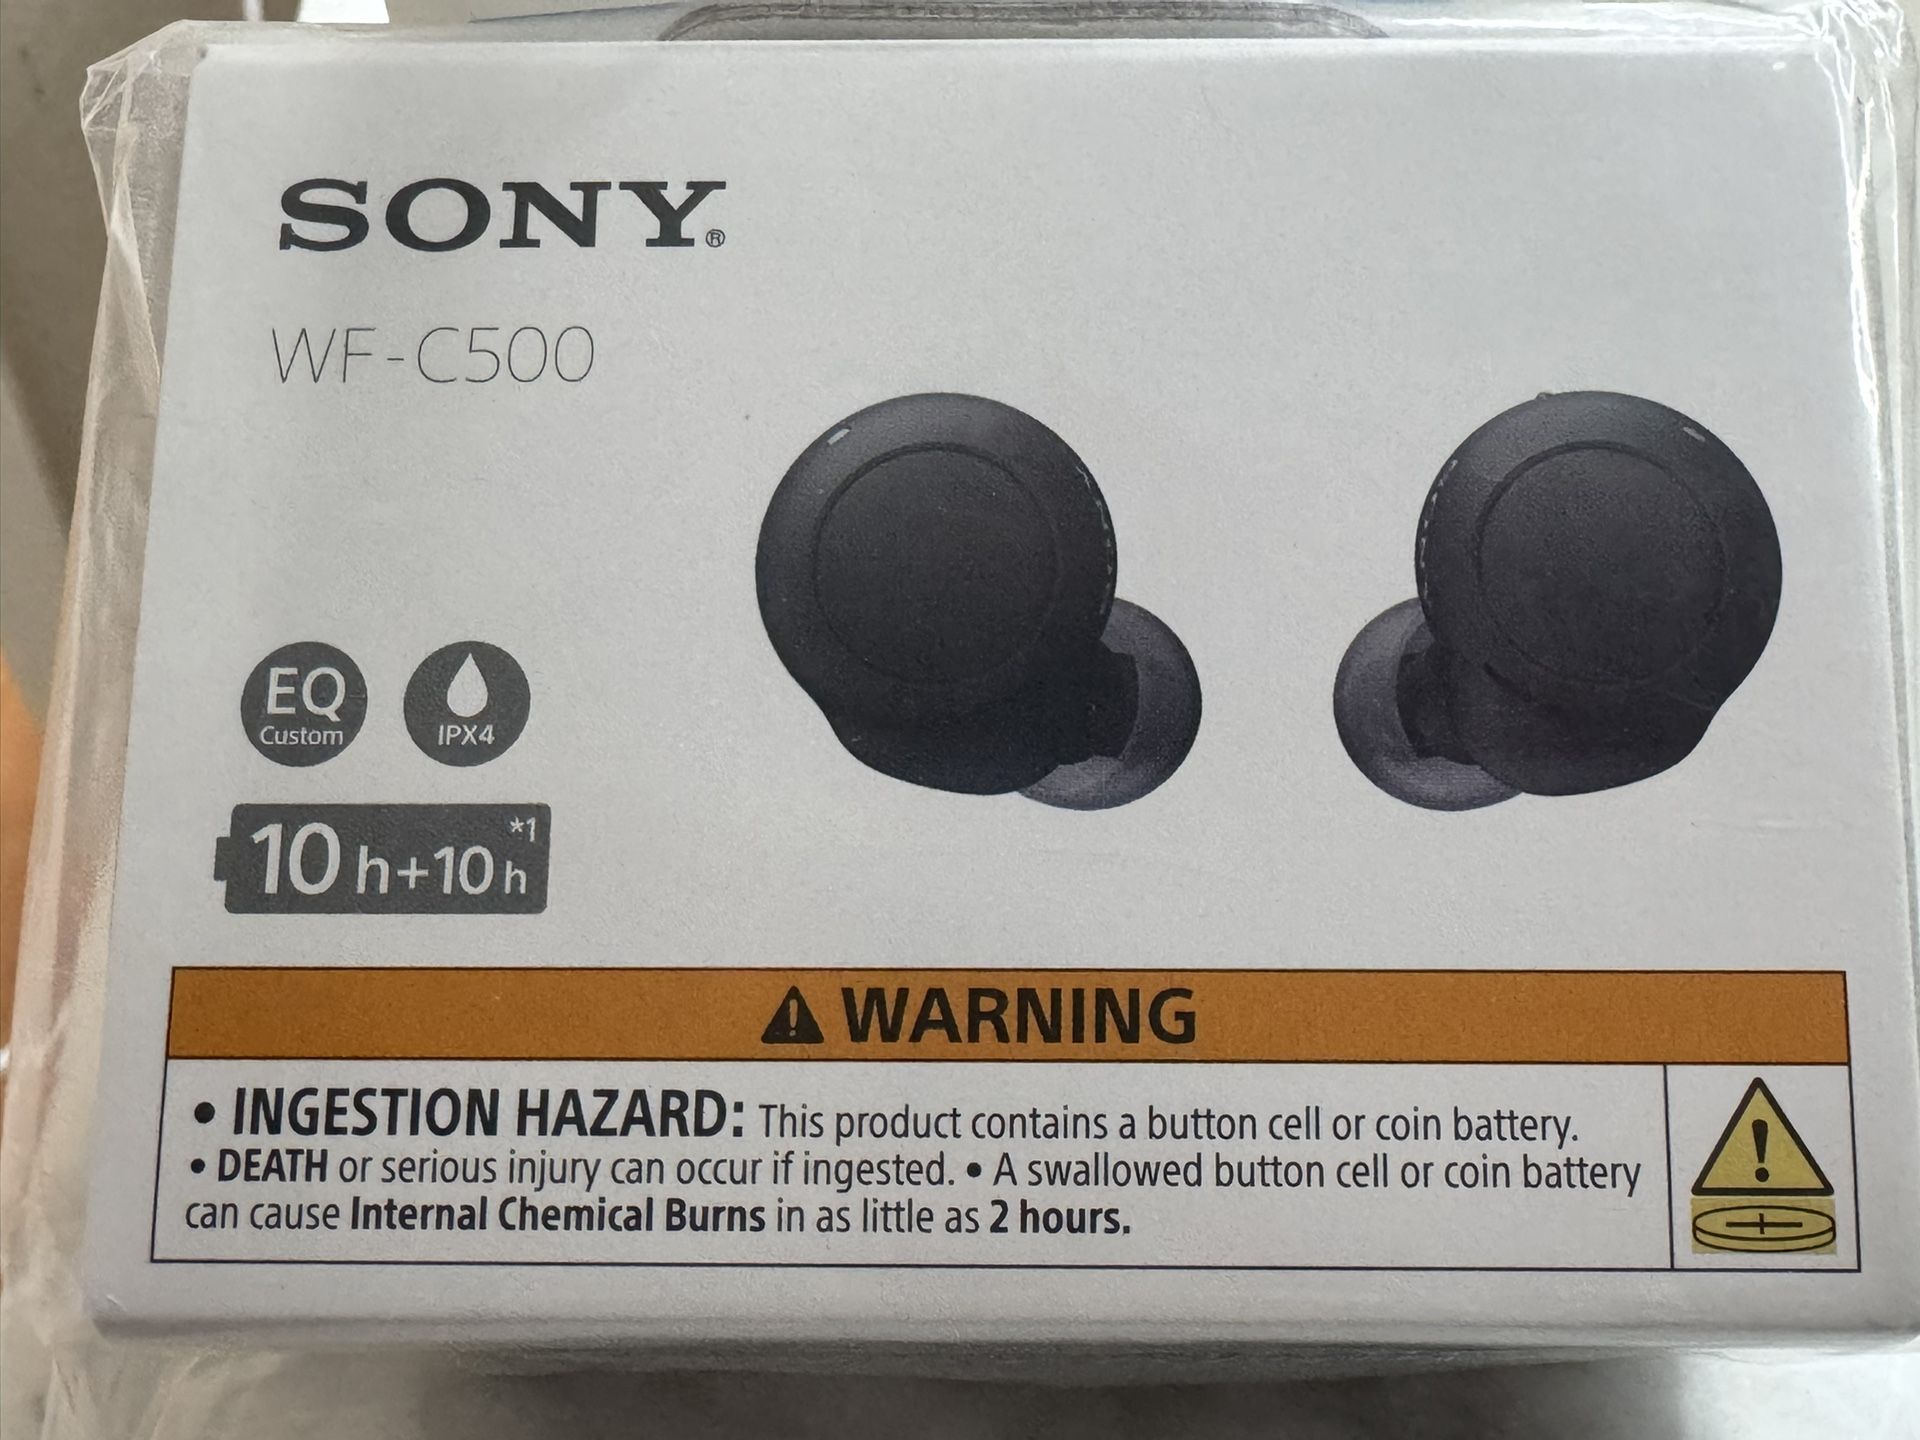 SONY®
WF-C500
EQ
Custom
IPX4
10 h+10 h *1
WARNING
• INGESTION HAZARD: This product contains a button cell or coin battery.
• DEATH or serious injury can occur if ingested. • A swallowed button cell or coin battery
can cause Internal Chemical Burns in as little as 2 hours.